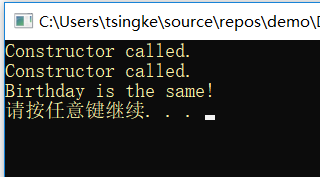 C:\Users\tsingke\source\repos\demo\
Constructor called.
Constructor called.
Birthday is the same!
请按任意键继续. . .